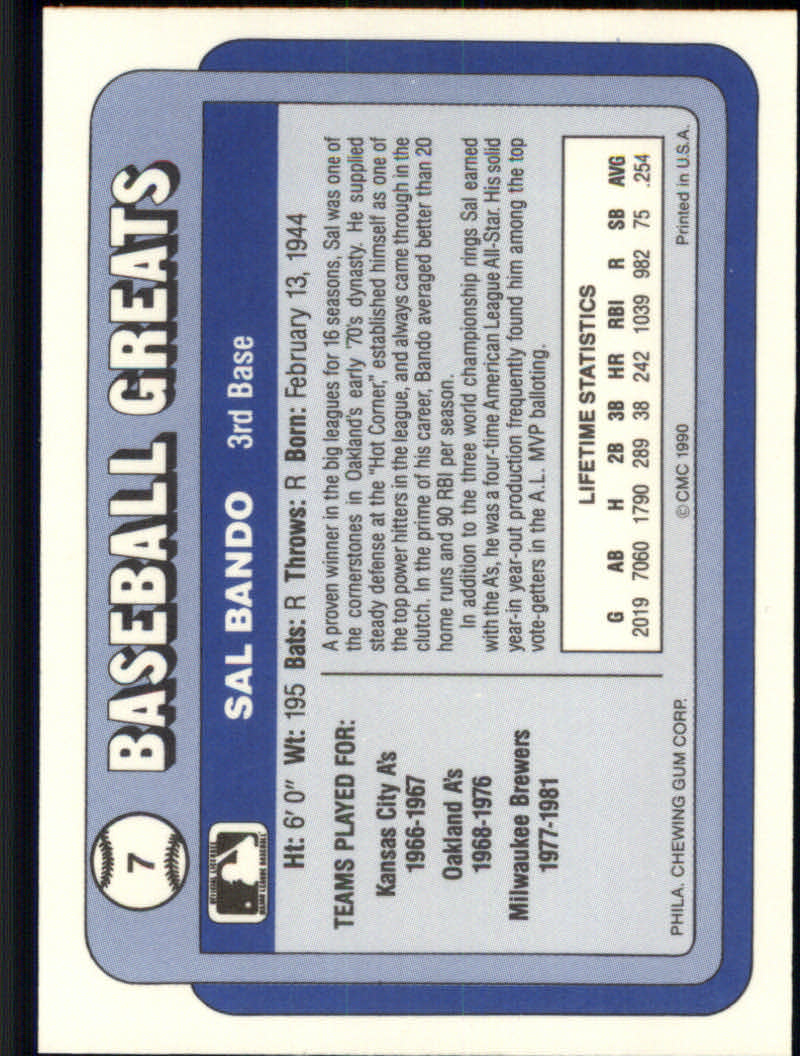 7
BASEBALL GREATS
SAL BANDO 3rd Base
Ht: 6' 0" Wt: 195 Bats: R Throws: R Born: February 13, 1944
TEAMS PLAYED FOR:
Kansas City A's
1966-1967
Oakland A's
1968-1976
Milwaukee Brewers
1977-1981
A proven winner in the big leagues for 16 seasons, Sal was one of
the cornerstones in Oakland's early '70's dynasty. He supplied
steady defense at the "Hot Corner," established himself as one of
the top power hitters in the league, and always came through in the
clutch. In the prime of his career, Bando averaged better than 20
home runs and 90 RBI per season.
In addition to the three world championship rings Sal earned
with the A's, he was a four-time American League All-Star. His solid
year-in year-out production frequently found him among the top
vote-getters in the A.L. MVP balloting.
LIFETIME STATISTICS
G AB H 2B 3B HR RBI R SB AVG
2019 7060 1790 289 38 242 1039 982 75 .254
PHILA. CHEWING GUM CORP. ©CMC 1990 Printed in U.S.A.